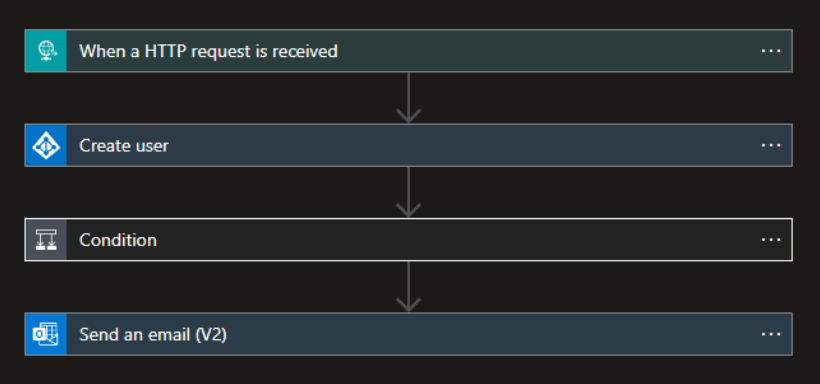 When a HTTP request is received
Create user
Condition
Send an email (V2)